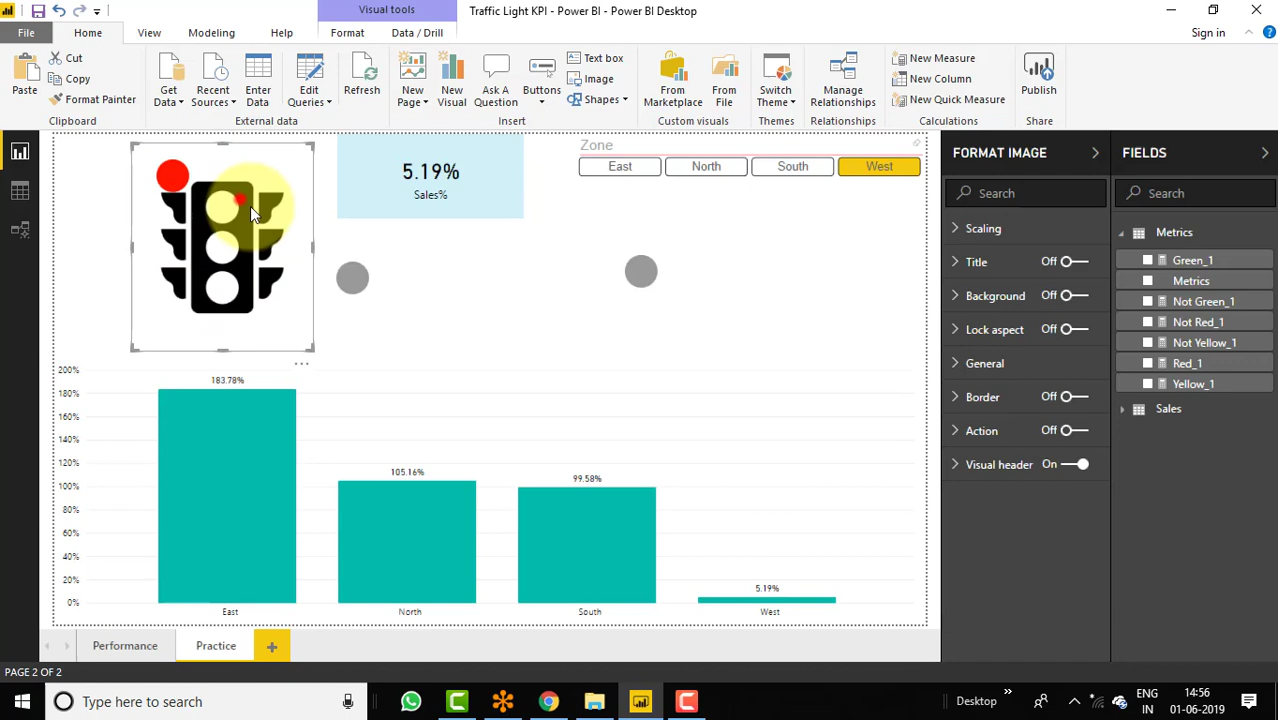 Visual tools
Traffic Light KPI - Power BI - Power BI Desktop
File
Home
View
Modeling
Help
Format
Data / Drill
Sign in
Paste
Cut
Copy
Format Painter
Clipboard
Get Data
Recent Sources
Enter Data
Edit Queries
Refresh
External data
New Page
New Visual
Ask A Question
Buttons
Text box
Image
Shapes
Insert
From Marketplace
From File
Custom visuals
Switch Theme
Themes
Manage Relationships
Relationships
New Measure
New Column
New Quick Measure
Calculations
Publish
Share
5.19%
Sales%
Zone
East
North
South
West
200%
180%
160%
140%
120%
100%
80%
60%
40%
20%
0%
183.78%
105.16%
99.58%
5.19%
East
North
South
West
FORMAT IMAGE
Search
Scaling
Title Off
Background Off
Lock aspect Off
General
Border Off
Action Off
Visual header On
FIELDS
Search
Metrics
Green_1
Metrics
Not Green_1
Not Red_1
Not Yellow_1
Red_1
Yellow_1
Sales
Performance
Practice
PAGE 2 OF 2
Type here to search
Desktop
ENG
IN
14:56
01-06-2019